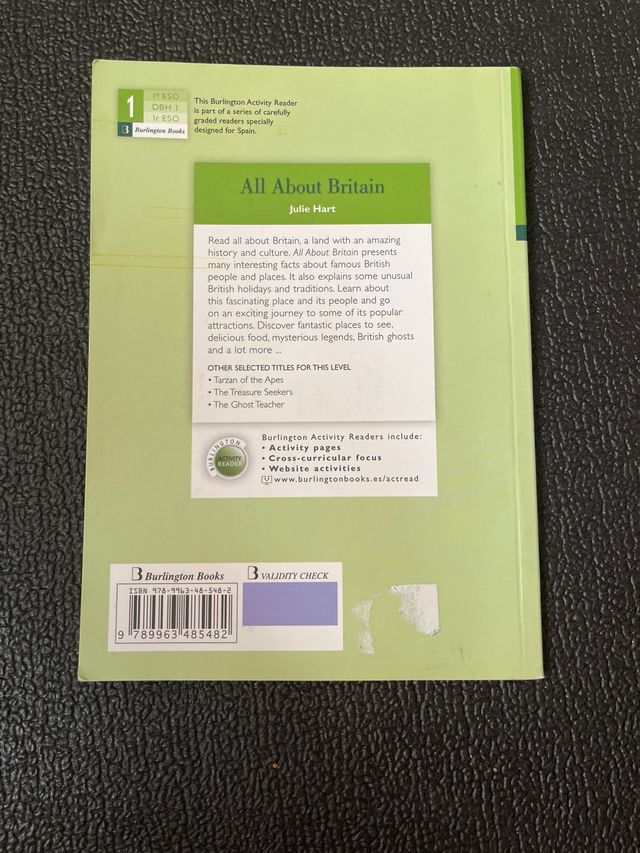 1
1º ESO
DBH 1
1r ESO
B Burlington Books
This Burlington Activity Reader
is part of a series of carefully
graded readers specially
designed for Spain.
All About Britain
Julie Hart
Read all about Britain, a land with an amazing
history and culture. All About Britain presents
many interesting facts about famous British
people and places. It also explains some unusual
British holidays and traditions. Learn about
this fascinating place and its people and go
on an exciting journey to some of its popular
attractions. Discover fantastic places to see,
delicious food, mysterious legends, British ghosts
and a lot more ...
OTHER SELECTED TITLES FOR THIS LEVEL
• Tarzan of the Apes
• The Treasure Seekers
• The Ghost Teacher
BURLINGTON
ACTIVITY
READER
Burlington Activity Readers include:
• Activity pages
• Cross-curricular focus
• Website activities
www.burlingtonbooks.es/actread
B Burlington Books
B VALIDITY CHECK
ISBN 978-9963-48-548-2
9 789963 485482